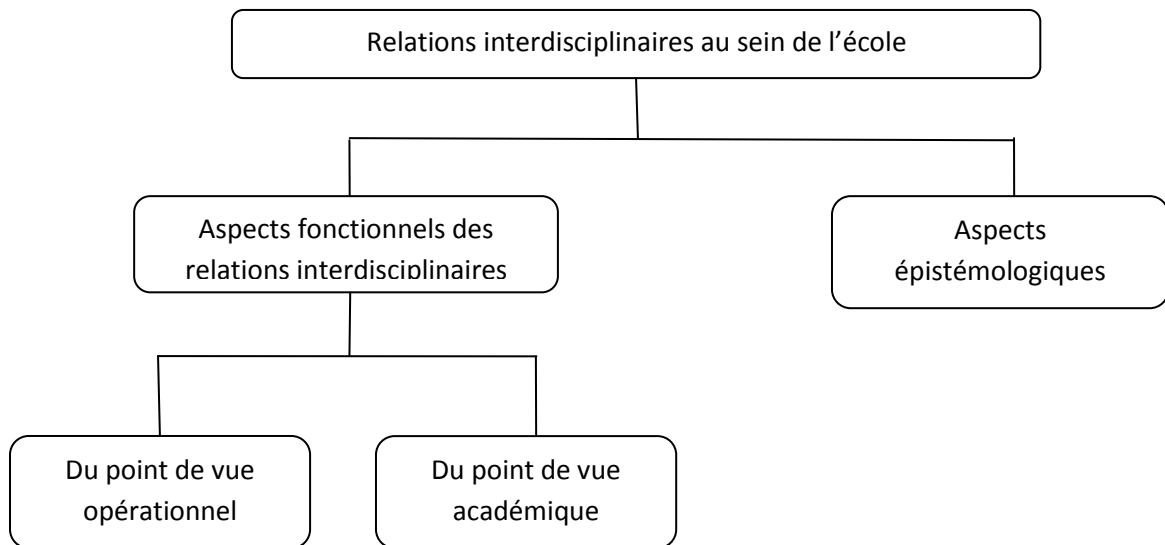 Relations interdisciplinaires au sein de l’école
Aspects fonctionnels des
relations interdisciplinaires
Aspects
épistémologiques
Du point de vue
opérationnel
Du point de vue
académique